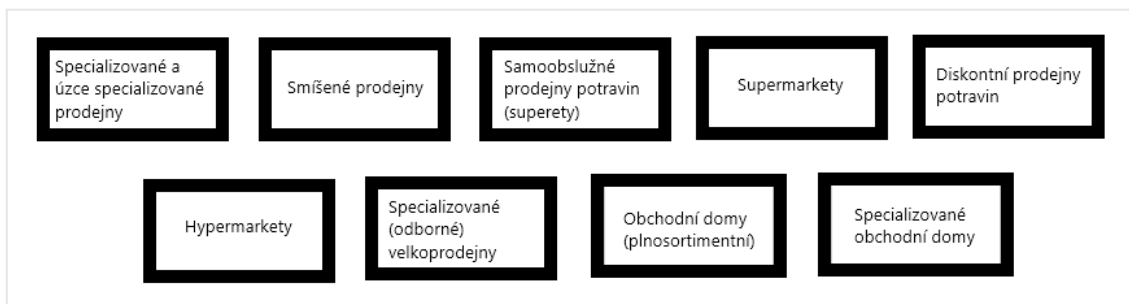 Specializované a
úzce specializované
prodejny
Smíšené prodejny
Samoobslužné
prodejny potravin
(superety)
Supermarkety
Diskontní prodejny
potravin
Hypermarkety
Specializované
(odborné)
velkoprodejny
Obchodní domy
(plnosortimentní)
Specializované
obchodní domy